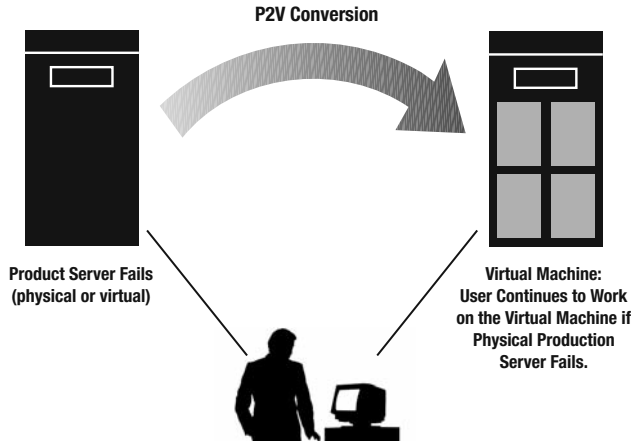 P2V Conversion
Product Server Fails
(physical or virtual)
Virtual Machine:
User Continues to Work
on the Virtual Machine if
Physical Production
Server Fails.